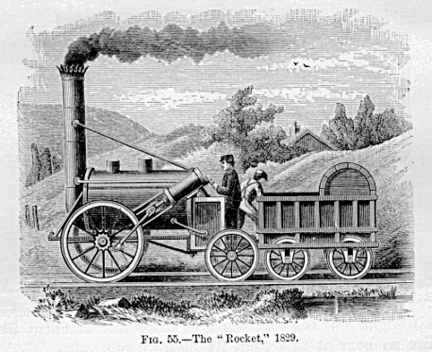 FIG. 55.—The "Rocket," 1829.